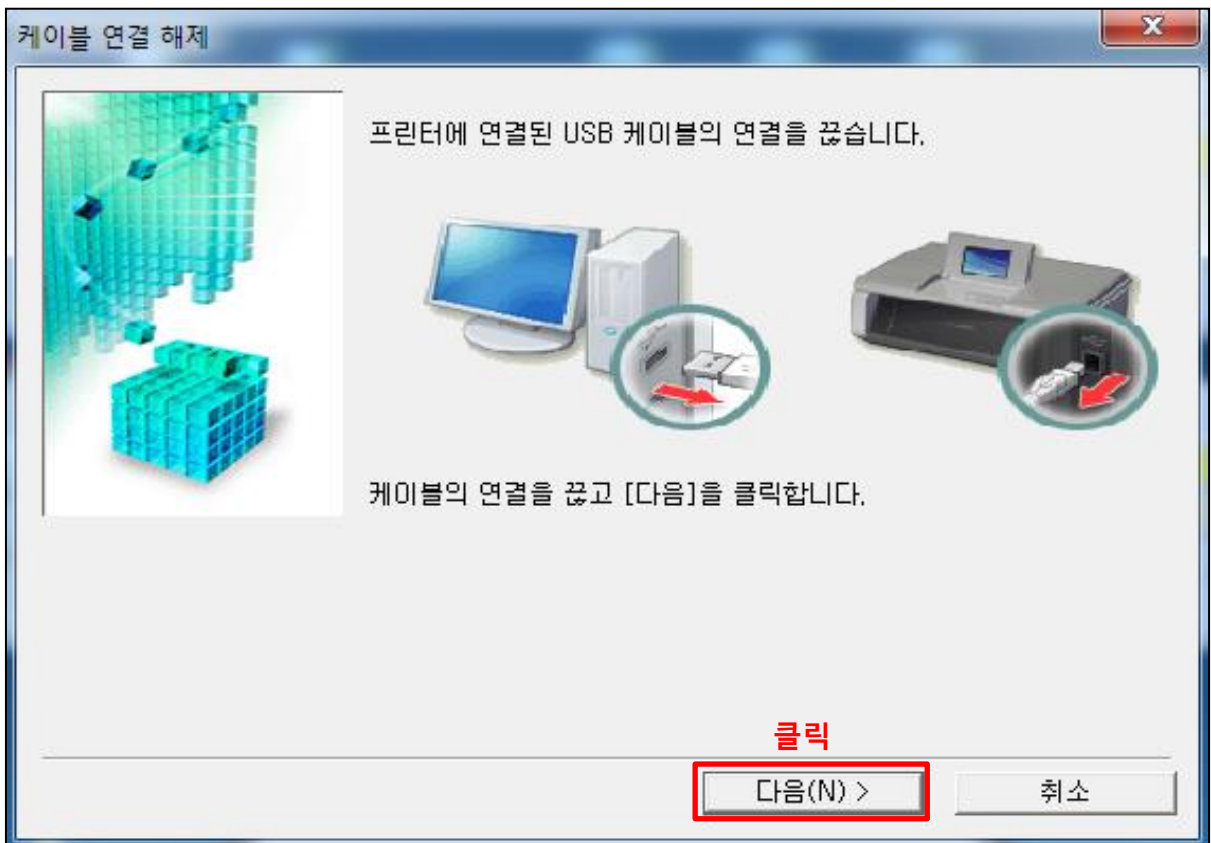 케이블 연결 해제
프린터에 연결된 USB 케이블의 연결을 끊습니다.
케이블의 연결을 끊고 [다음]을 클릭합니다.
클릭
다음(N) >
취소